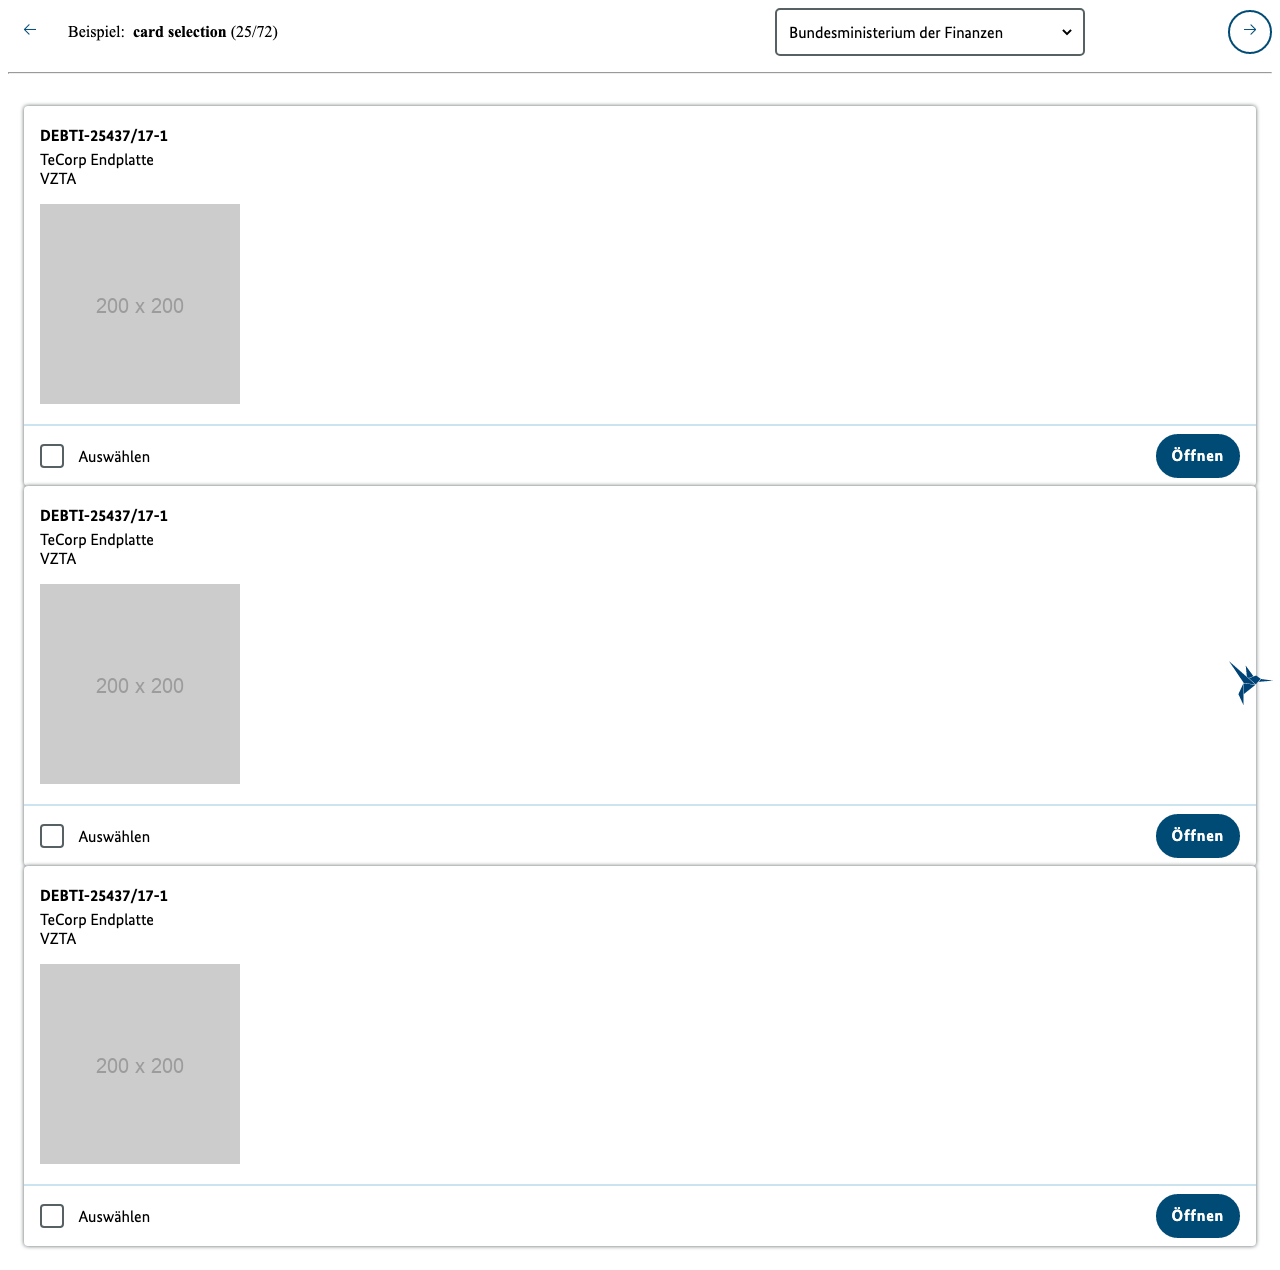 Beispiel: card selection (25/72)
Bundesministerium der Finanzen
DEBTI-25437/17-1
TeCorp Endplatte
VZTA
200 x 200
Auswählen
Öffnen
DEBTI-25437/17-1
TeCorp Endplatte
VZTA
200 x 200
Auswählen
Öffnen
DEBTI-25437/17-1
TeCorp Endplatte
VZTA
200 x 200
Auswählen
Öffnen